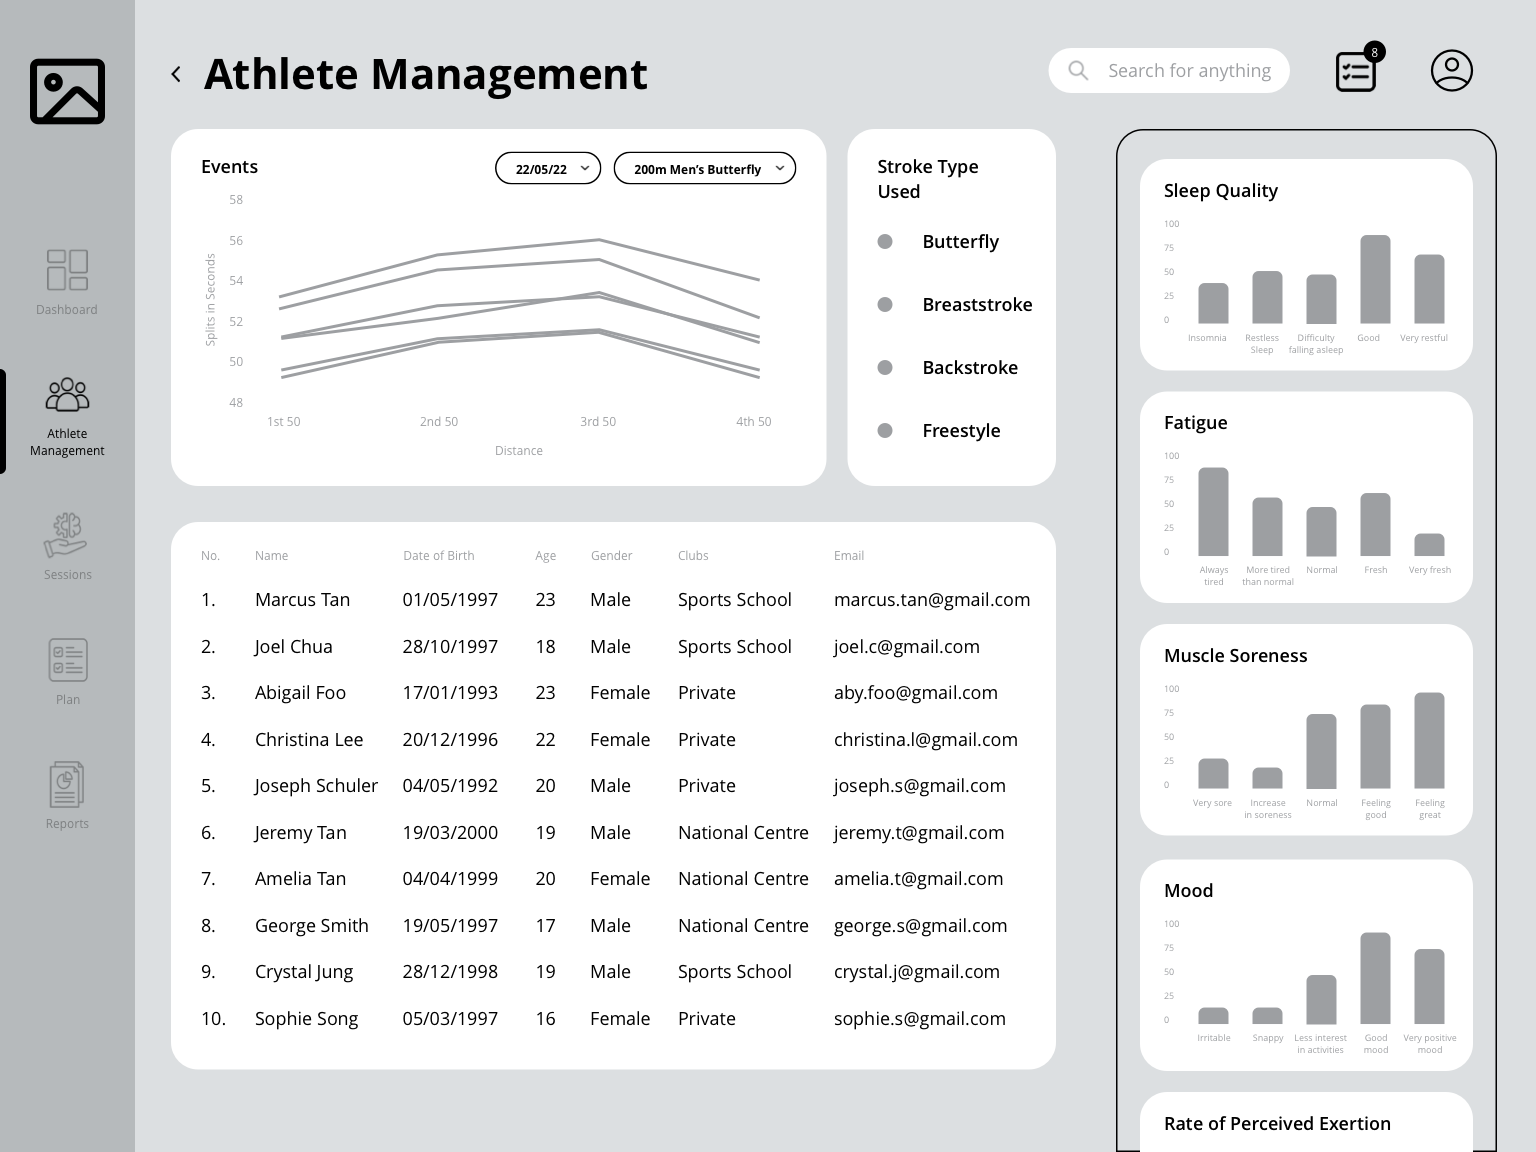 Athlete Management
Search for anything
8
Dashboard
Athlete
Management
Sessions
Plan
Reports
Events
22/05/22
200m Men’s Butterfly
58
56
54
52
50
48
Splits in Seconds
1st 50
2nd 50
3rd 50
4th 50
Distance
Stroke Type
Used
Butterfly
Breaststroke
Backstroke
Freestyle
No. Name Date of Birth Age Gender Clubs Email
1. Marcus Tan 01/05/1997 23 Male Sports School marcus.tan@gmail.com
2. Joel Chua 28/10/1997 18 Male Sports School joel.c@gmail.com
3. Abigail Foo 17/01/1993 23 Female Private aby.foo@gmail.com
4. Christina Lee 20/12/1996 22 Female Private christina.l@gmail.com
5. Joseph Schuler 04/05/1992 20 Male Private joseph.s@gmail.com
6. Jeremy Tan 19/03/2000 19 Male National Centre jeremy.t@gmail.com
7. Amelia Tan 04/04/1999 20 Female National Centre amelia.t@gmail.com
8. George Smith 19/05/1997 17 Male National Centre george.s@gmail.com
9. Crystal Jung 28/12/1998 19 Male Sports School crystal.j@gmail.com
10. Sophie Song 05/03/1997 16 Female Private sophie.s@gmail.com
Sleep Quality
100
75
50
25
0
Insomnia
Restless
Sleep
Difficulty
falling asleep
Good
Very restful
Fatigue
100
75
50
25
0
Always
tired
More tired
than normal
Normal
Fresh
Very fresh
Muscle Soreness
100
75
50
25
0
Very sore
Increase
in soreness
Normal
Feeling
good
Feeling
great
Mood
100
75
50
25
0
Irritable
Snappy
Less interest
in activities
Good
mood
Very positive
mood
Rate of Perceived Exertion